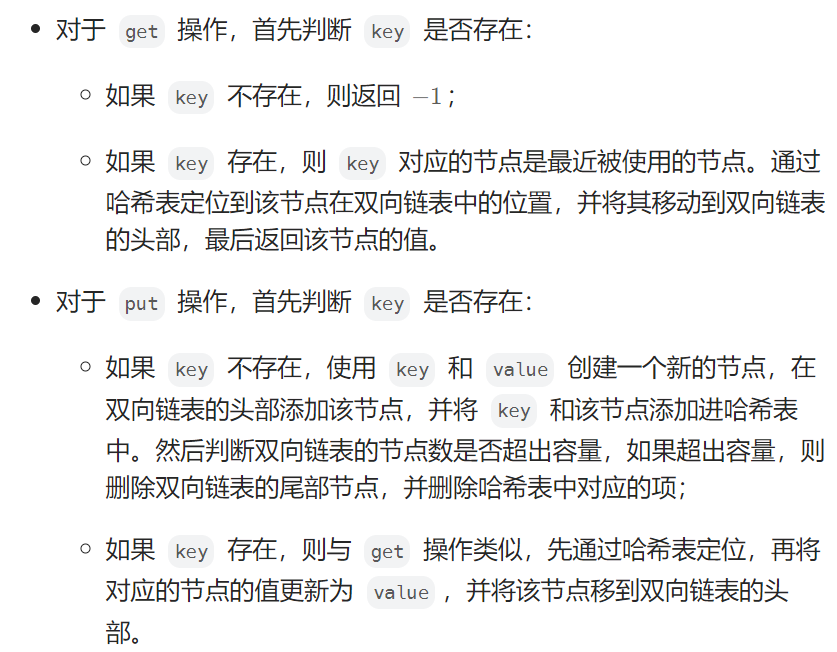 对于 get 操作，首先判断 key 是否存在：
如果 key 不存在，则返回 −1；
如果 key 存在，则 key 对应的节点是最近被使用的节点。通过
哈希表定位到该节点在双向链表中的位置，并将其移动到双向链表
的头部，最后返回该节点的值。
对于 put 操作，首先判断 key 是否存在：
如果 key 不存在，使用 key 和 value 创建一个新的节点，在
双向链表的头部添加该节点，并将 key 和该节点添加进哈希表
中。然后判断双向链表的节点数是否超出容量，如果超出容量，则
删除双向链表的尾部节点，并删除哈希表中对应的项；
如果 key 存在，则与 get 操作类似，先通过哈希表定位，再将
对应的节点的值更新为 value ，并将该节点移到双向链表的头
部。